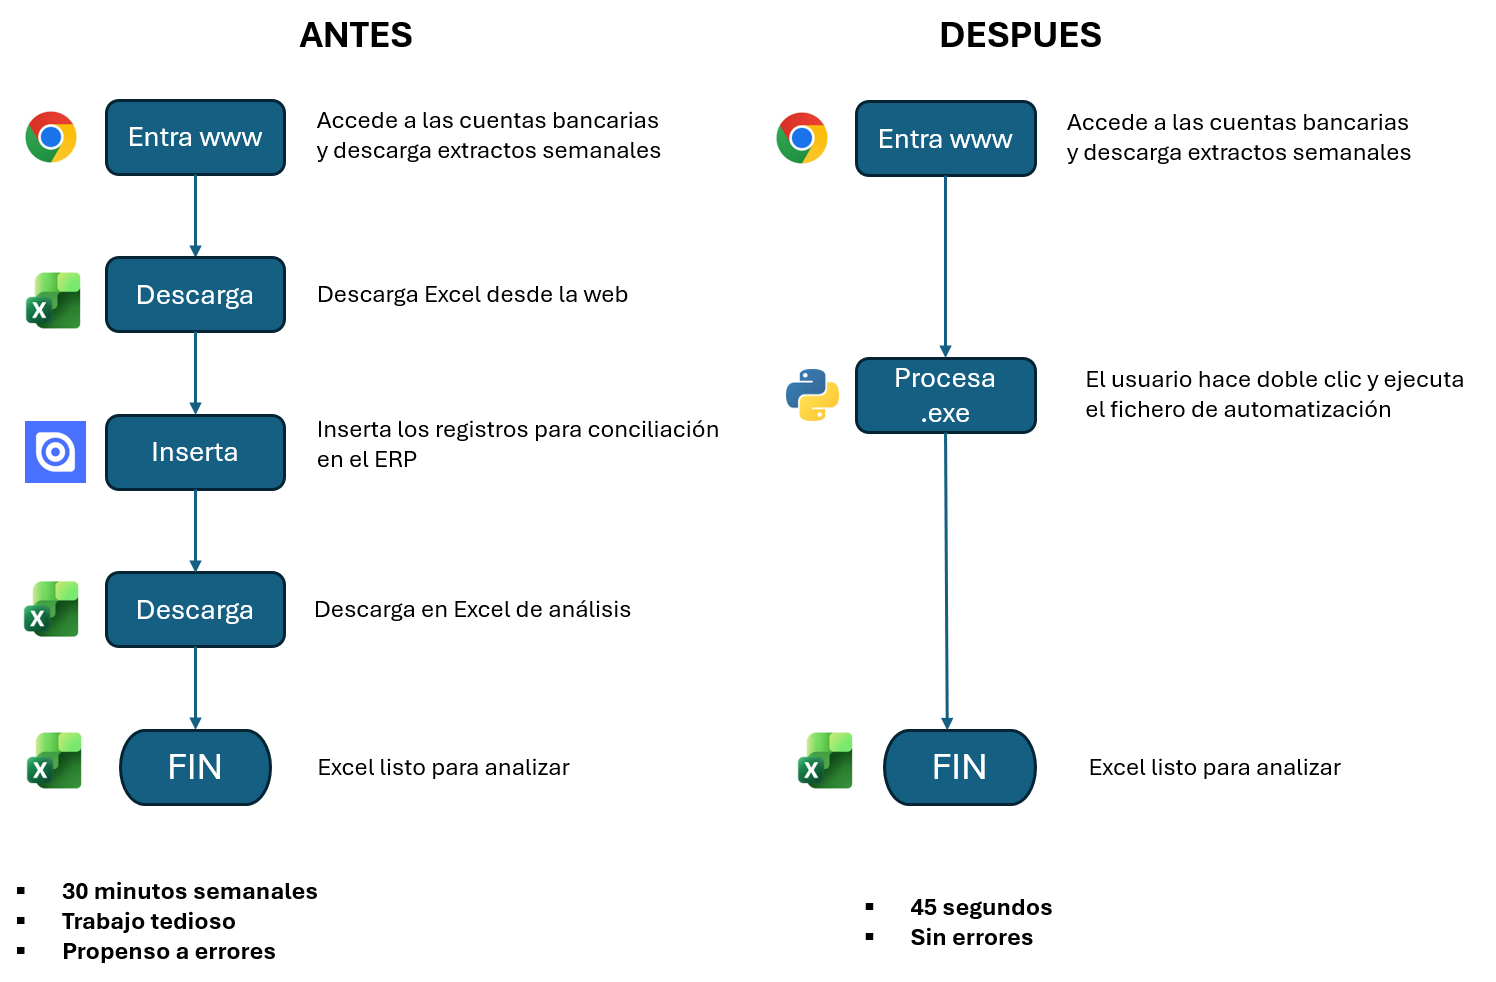 ANTES
Entra www
Accede a las cuentas bancarias
y descarga extractos semanales
Descarga
Descarga Excel desde la web
Inserta
Inserta los registros para conciliación
en el ERP
Descarga
Descarga en Excel de análisis
FIN
Excel listo para analizar
▪ 30 minutos semanales
▪ Trabajo tedioso
▪ Propenso a errores
DESPUES
Entra www
Accede a las cuentas bancarias
y descarga extractos semanales
Procesa
.exe
El usuario hace doble clic y ejecuta
el fichero de automatización
FIN
Excel listo para analizar
▪ 45 segundos
▪ Sin errores